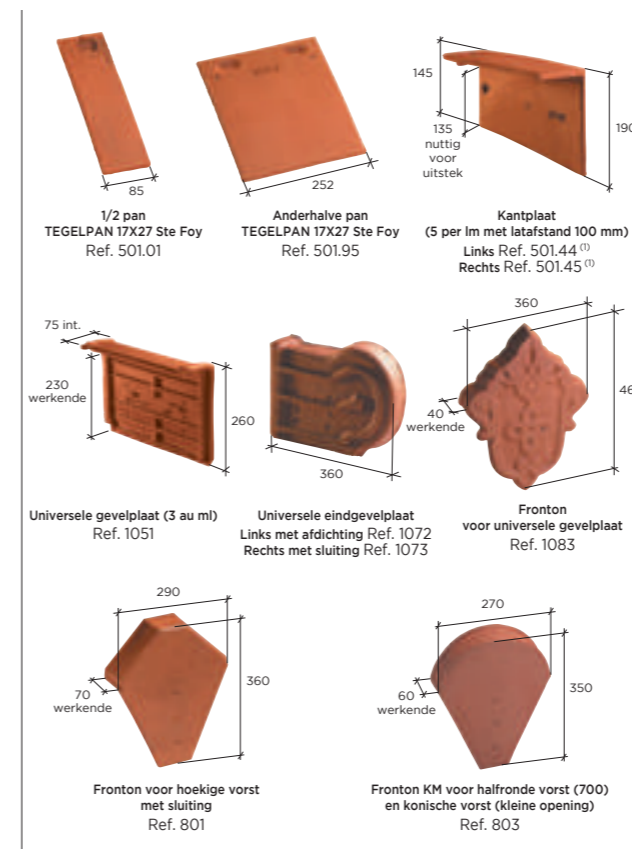 85
252
145
135
nuttig
voor
uitstek
190
1/2 pan
TEGELPAN 17X27 Ste Foy
Ref. 501.01
Anderhalve pan
TEGELPAN 17X27 Ste Foy
Ref. 501.95
Kantplaat
(5 per lm met latafstand 100 mm)
Links Ref. 501.44 (1)
Rechts Ref. 501.45 (1)
75 int.
230
werkende
260
360
360
40
werkende
Universele gevelplaat (3 au ml)
Ref. 1051
Universele eindgevelplaat
Links met afdichting Ref. 1072
Rechts met sluiting Ref. 1073
Fronton
voor universele gevelplaat
Ref. 1083
290
70
werkende
360
270
60
werkende
350
Fronton voor hoekige vorst
met sluiting
Ref. 801
Fronton KM voor halfronde vorst (700)
en konische vorst (kleine opening)
Ref. 803